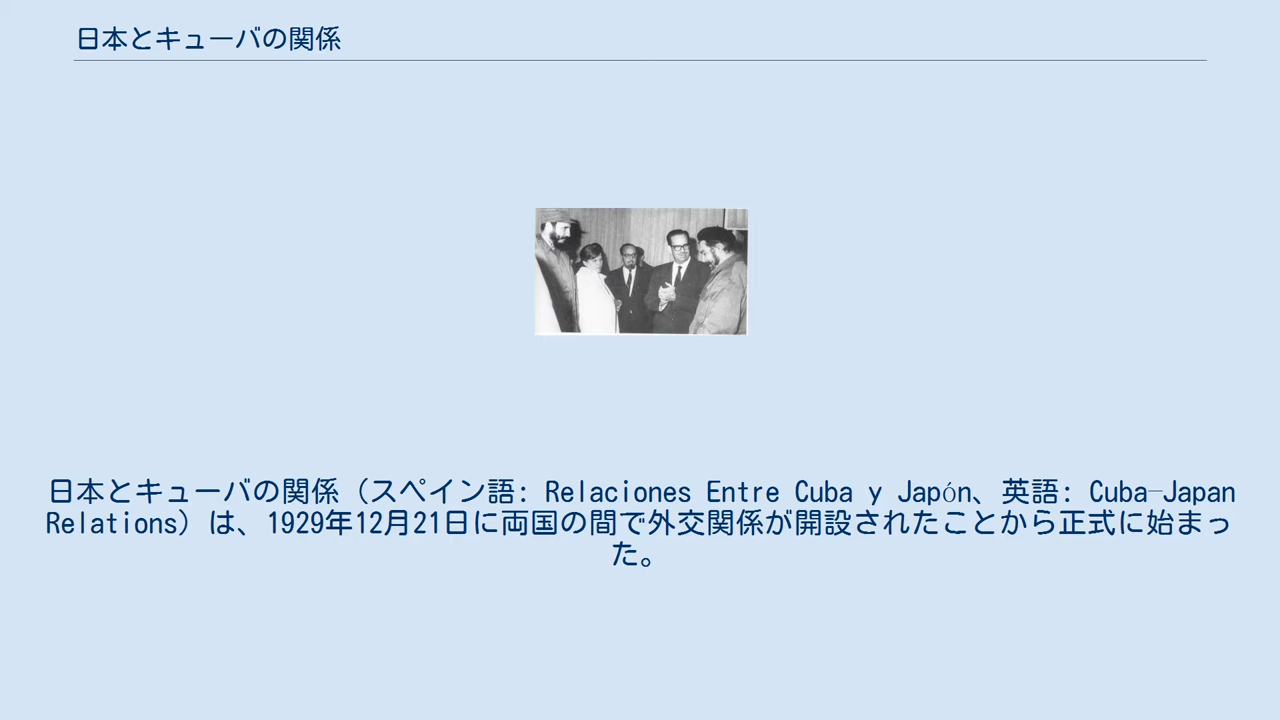 日本とキューバの関係
日本とキューバの関係（スペイン語: Relaciones Entre Cuba y Japón、英語: Cuba–Japan
Relations）は、1929年12月21日に両国の間で外交関係が開設されたことから正式に始まっ
た。